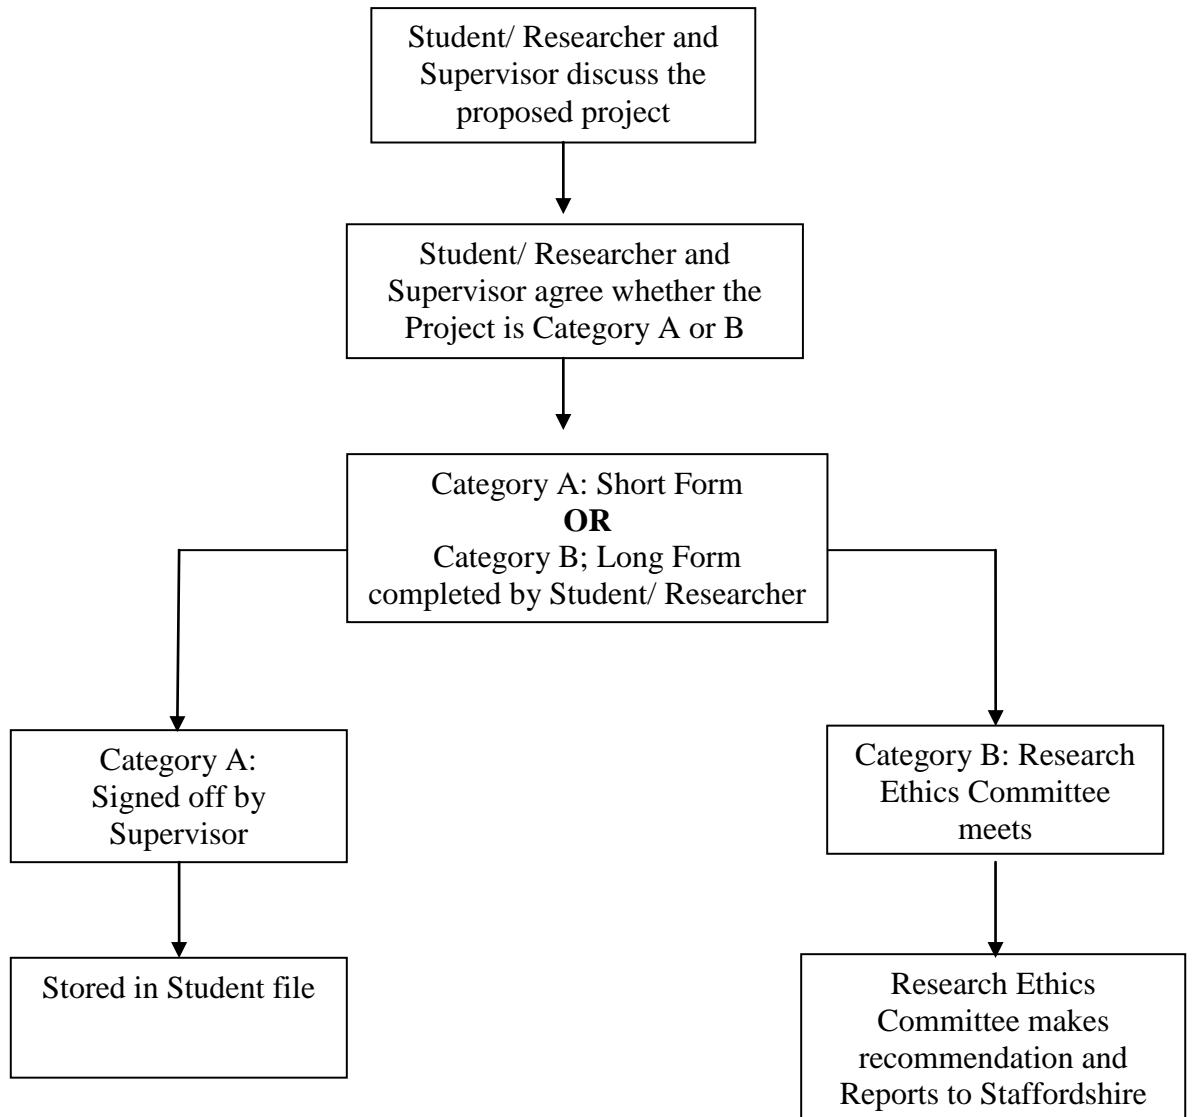 Student/ Researcher and
Supervisor discuss the
proposed project
Student/ Researcher and
Supervisor agree whether the
Project is Category A or B
Category A: Short Form
OR
Category B; Long Form
completed by Student/ Researcher
Category A:
Signed off by
Supervisor
Category B: Research
Ethics Committee
meets
Stored in Student file
Research Ethics
Committee makes
recommendation and
Reports to Staffordshire